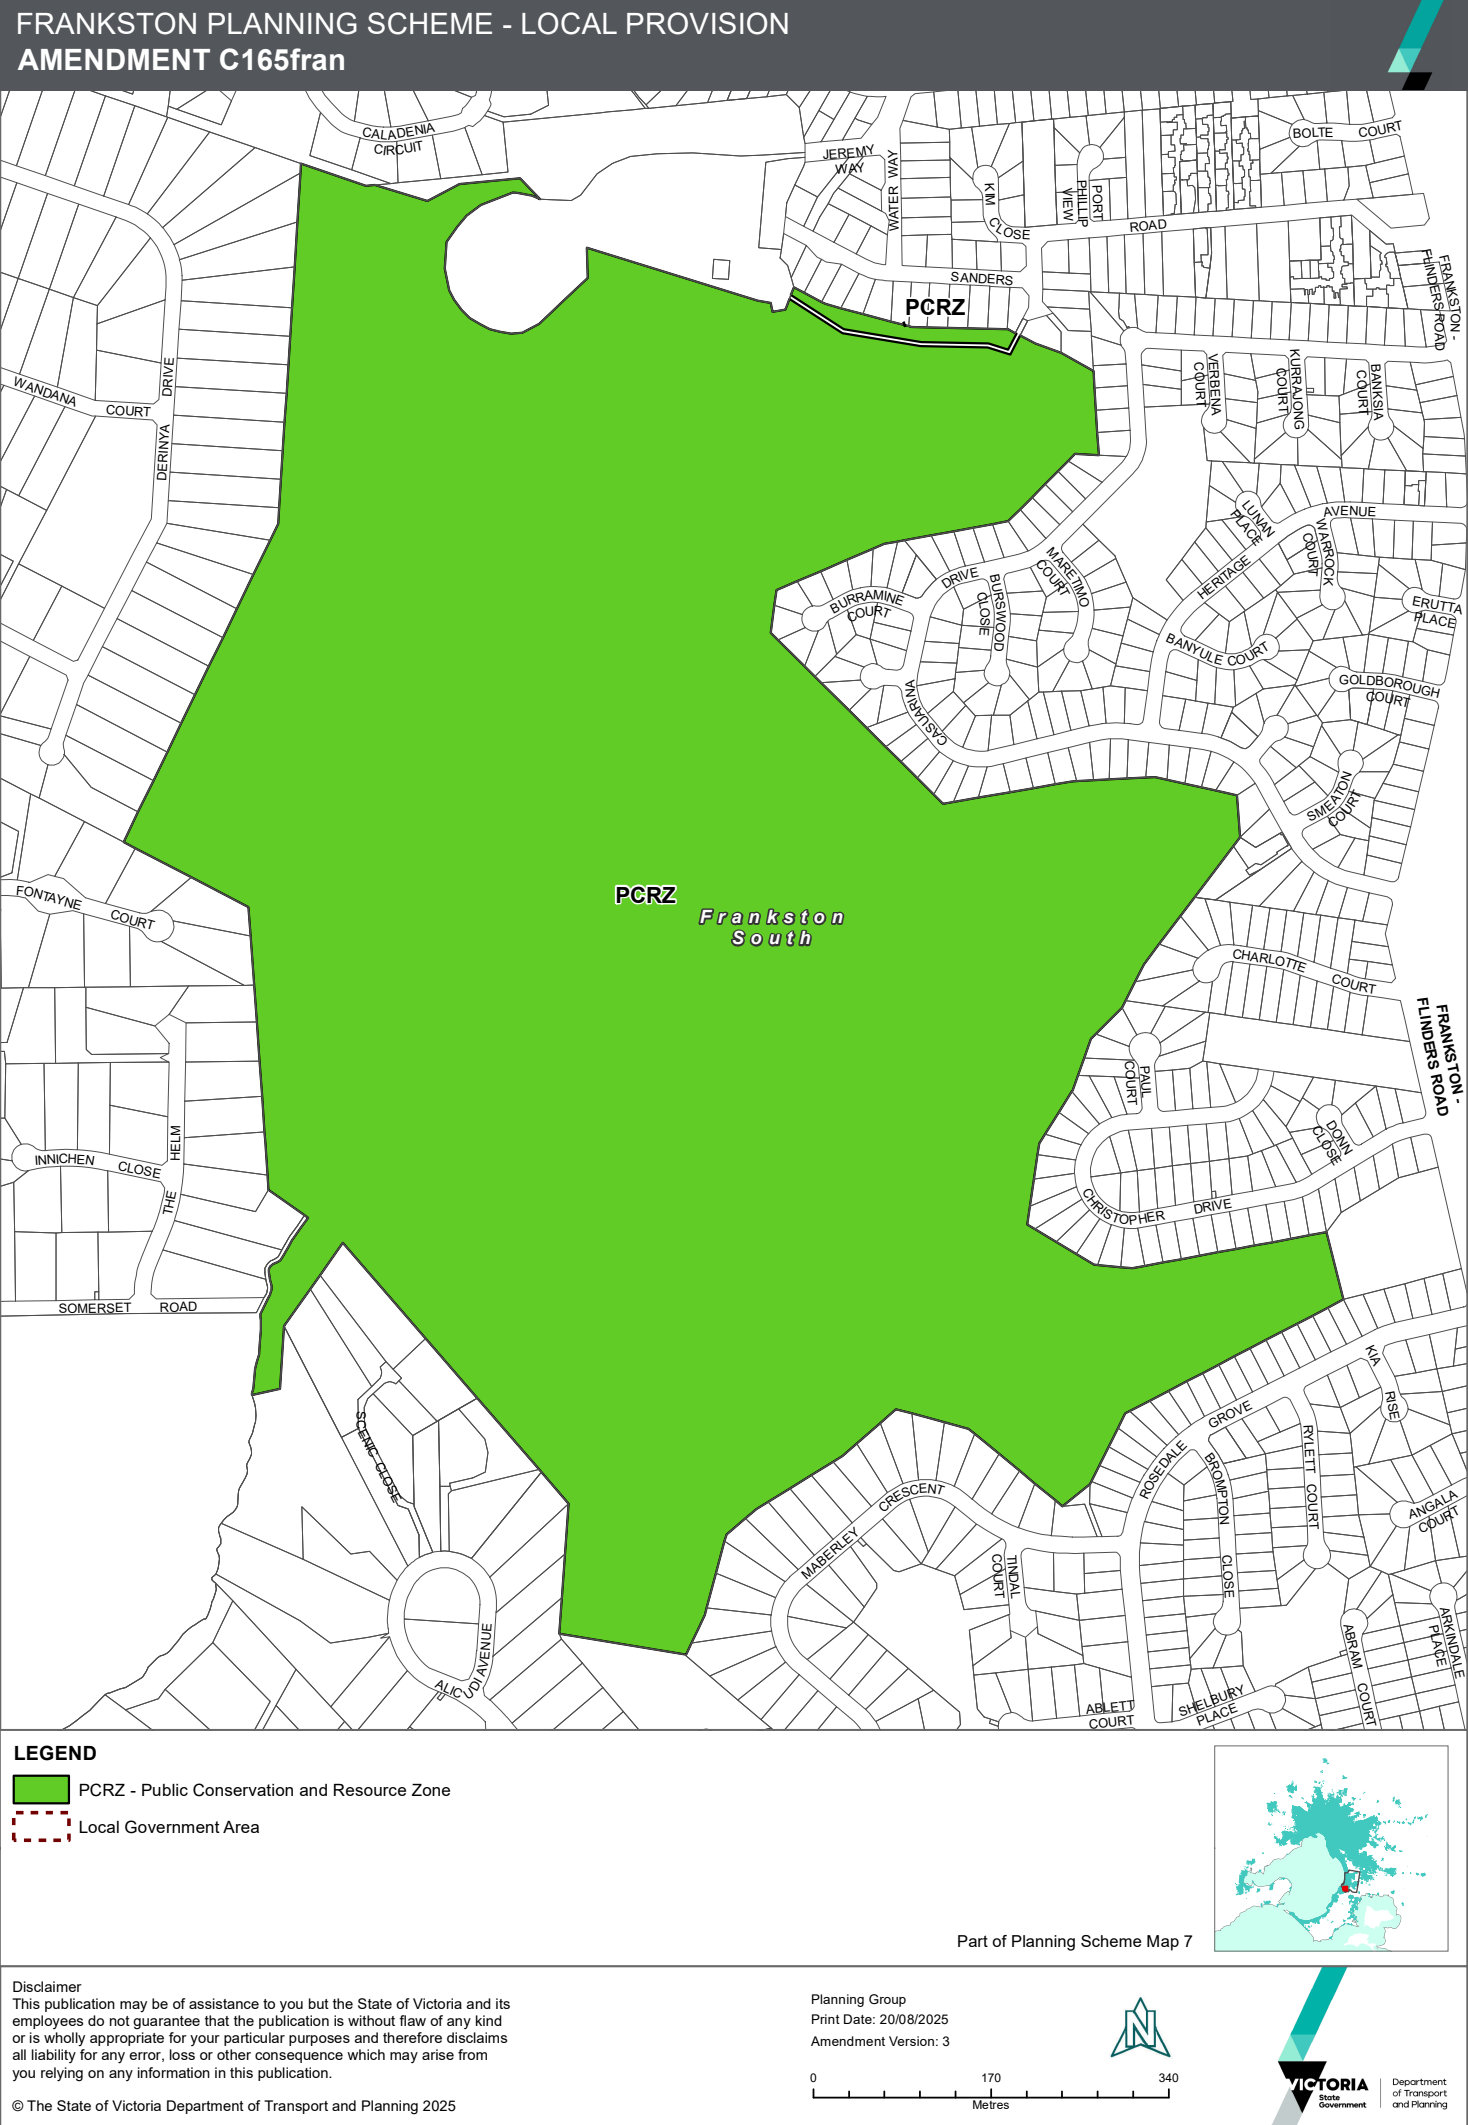 FRANKSTON PLANNING SCHEME - LOCAL PROVISION
AMENDMENT C165fran
CALADENIA
CIRCUIT
JEREMY
WAY
WATER WAY
KIM
CLOSE
PORT
PHILLIP
VIEW
ROAD
BOLTE COURT
SANDERS
FRANKSTON -
FLINDERS ROAD
PCRZ
WANDANA
COURT
DRIVE
DERINYA
VERBENA
COURT
KURRAJONG
COURT
BANKSIA
COURT
LUNAN
PLACE
AVENUE
WARROCK
COURT
HERITAGE
MARETIMO
COURT
DRIVE
BURSWOOD
CLOSE
BURRAMINE
COURT
ERUTTA
PLACE
BANYULE COURT
GOLDBOROUGH
COURT
CASUARINA
SMEATON
COURT
FONTAYNE
COURT
PCRZ
Frankston
South
CHARLOTTE
COURT
FRANKSTON -
FLINDERS ROAD
PAUL
COURT
DONN
CLOSE
INNICHEN
CLOSE
HELM
THE
CHRISTOPHER
DRIVE
SOMERSET
ROAD
KIA
RISE
GROVE
ROSEDALE
RYLETT
COURT
BROMPTON
CLOSE
SCENIC CLOSE
CRESCENT
MABERLEY
ANGALA
COURT
TINDAL
COURT
ALICUDI AVENUE
ABRAM
COURT
ARKINDALE
PLACE
ABLETT
COURT
SHELBURY
PLACE
LEGEND
PCRZ - Public Conservation and Resource Zone
Local Government Area
Part of Planning Scheme Map 7
Disclaimer
This publication may be of assistance to you but the State of Victoria and its
employees do not guarantee that the publication is without flaw of any kind
or is wholly appropriate for your particular purposes and therefore disclaims
all liability for any error, loss or other consequence which may arise from
you relying on any information in this publication.
© The State of Victoria Department of Transport and Planning 2025
Planning Group
Print Date: 20/08/2025
Amendment Version: 3
N
0 170 340
Metres
VICTORIA
State
Government
Department
of Transport
and Planning